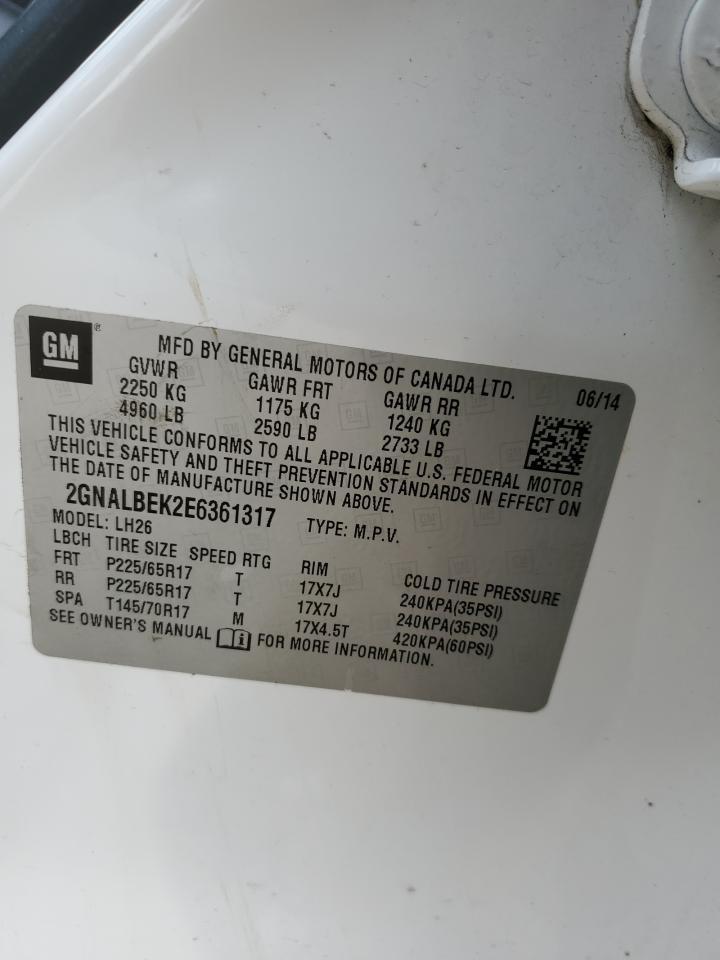 GM ®
MFD BY GENERAL MOTORS OF CANADA LTD. 06/14
GVWR GAWR FRT GAWR RR
2250 KG 1175 KG 1240 KG
4960 LB 2590 LB 2733 LB
THIS VEHICLE CONFORMS TO ALL APPLICABLE U.S. FEDERAL MOTOR
VEHICLE SAFETY AND THEFT PREVENTION STANDARDS IN EFFECT ON
THE DATE OF MANUFACTURE SHOWN ABOVE.
2GNALBEK2E6361317 TYPE: M.P.V.
MODEL: LH26
LBCH TIRE SIZE SPEED RTG RIM COLD TIRE PRESSURE
FRT P225/65R17 T 17X7J 240KPA(35PSI)
RR P225/65R17 T 17X7J 240KPA(35PSI)
SPA T145/70R17 M 17X4.5T 420KPA(60PSI)
SEE OWNER'S MANUAL FOR MORE INFORMATION.